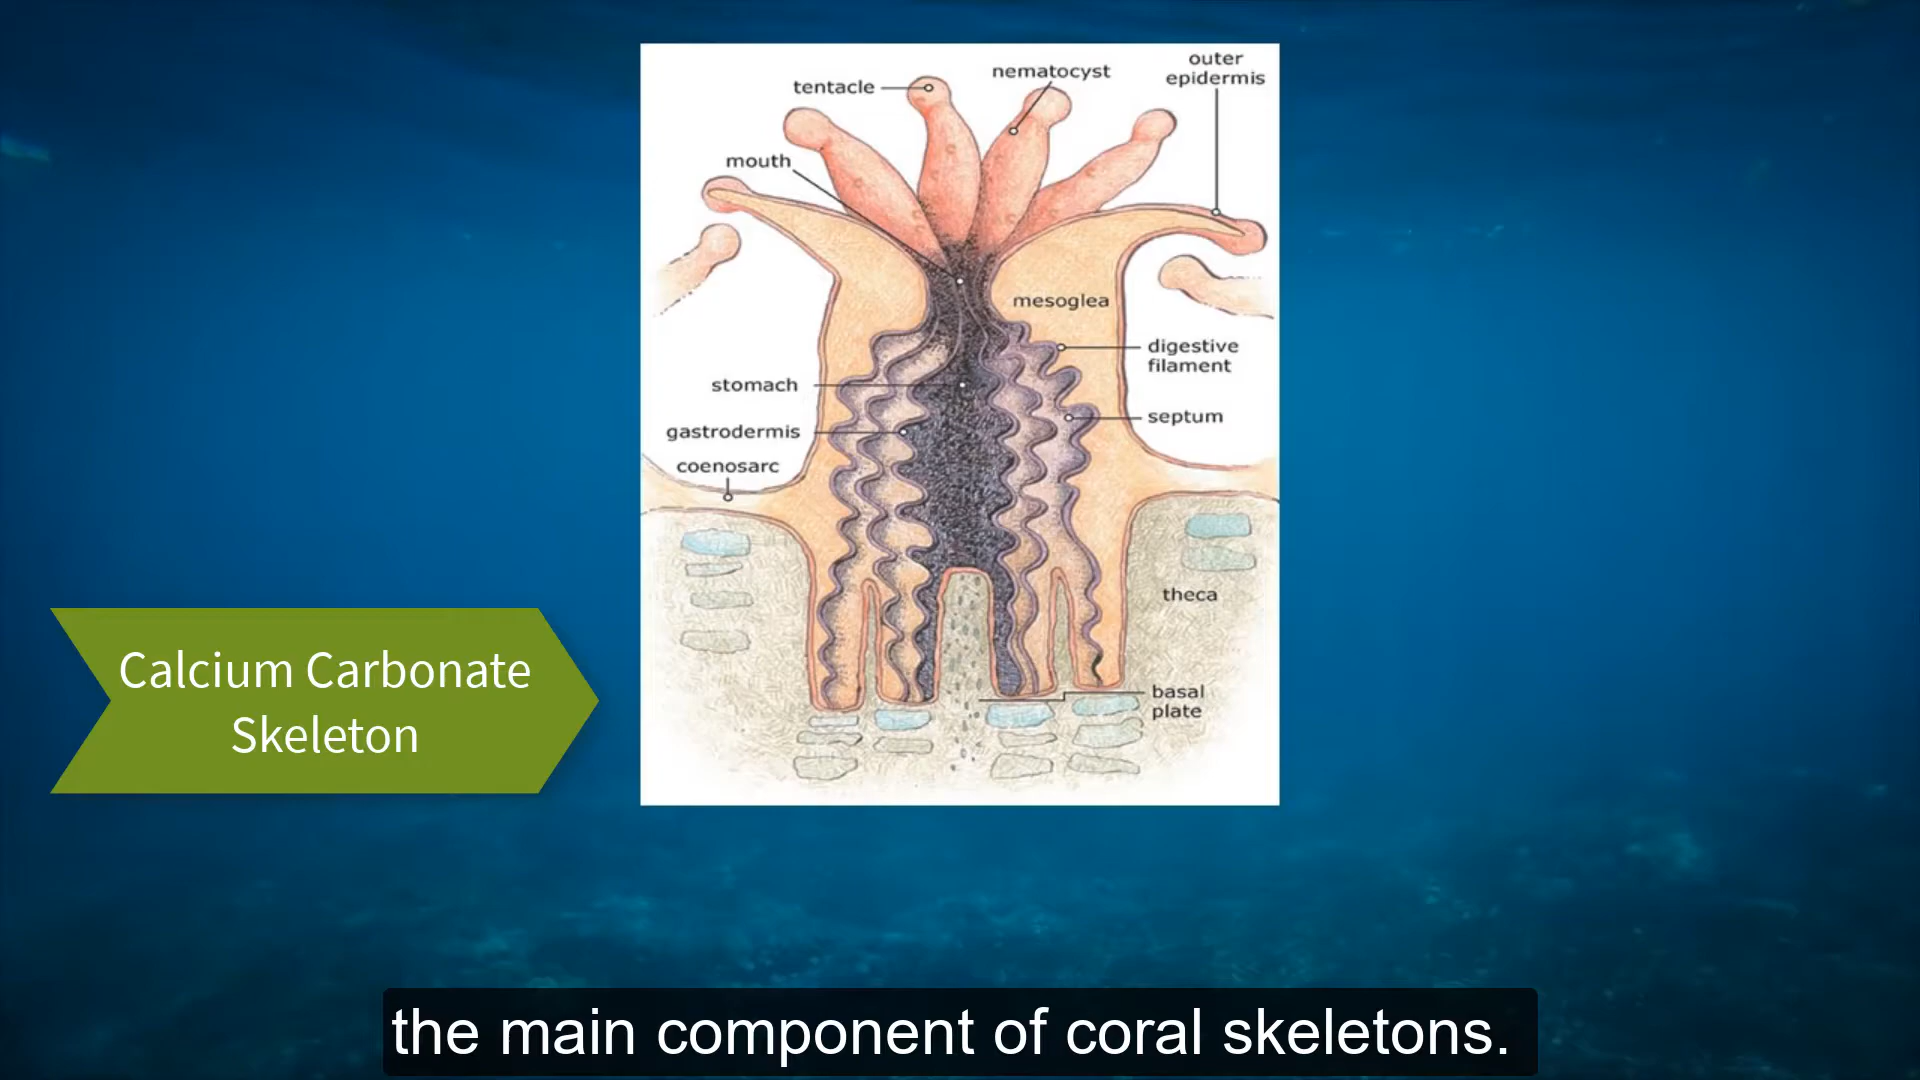 outer
epidermis
nematocyst
tentacle
mouth
mesoglea
digestive
filament
stomach
septum
gastrodermis
coenosarc
theca
basal
plate
Calcium Carbonate
Skeleton
the main component of coral skeletons.